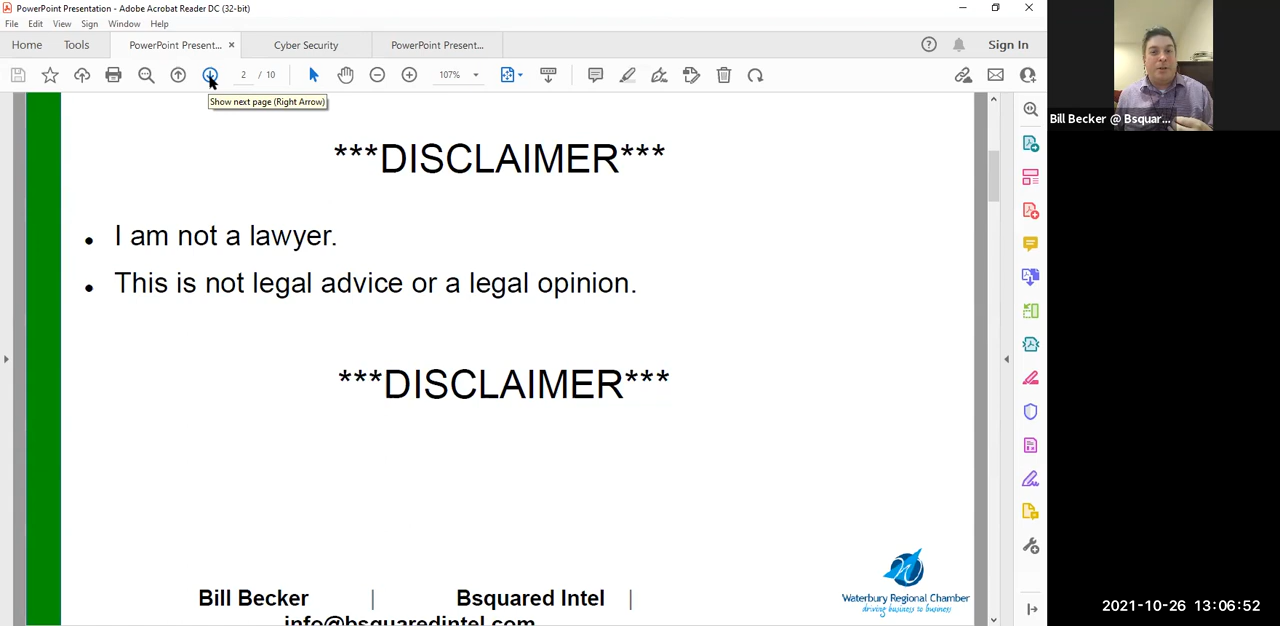 PowerPoint Presentation - Adobe Acrobat Reader DC (32-bit)
File Edit View Sign Window Help
Home Tools PowerPoint Present... × Cyber Security PowerPoint Present... Sign In
2 / 10 107%
Show next page (Right Arrow)
Bill Becker @ Bsquar...
***DISCLAIMER***
• I am not a lawyer.
• This is not legal advice or a legal opinion.
***DISCLAIMER***
Bill Becker | Bsquared Intel |
info@bsquaredintel.com
Waterbury Regional Chamber
driving business to business
2021-10-26 13:06:52